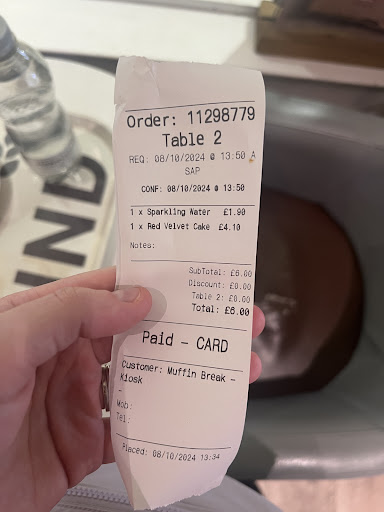 Order: 11298779
Table 2
REQ: 08/10/2024 @ 13:50 A
SAP
CONF: 08/10/2024 @ 13:50
1 x Sparkling Water £1.90
1 x Red Velvet Cake £4.10
Notes:
SubTotal: £6.00
Discount: £0.00
Table 2: £0.00
Total: £6.00
Paid - CARD
Customer: Muffin Break -
Kiosk
-
Mob:
Tel:
Placed: 08/10/2024 13:34
IND